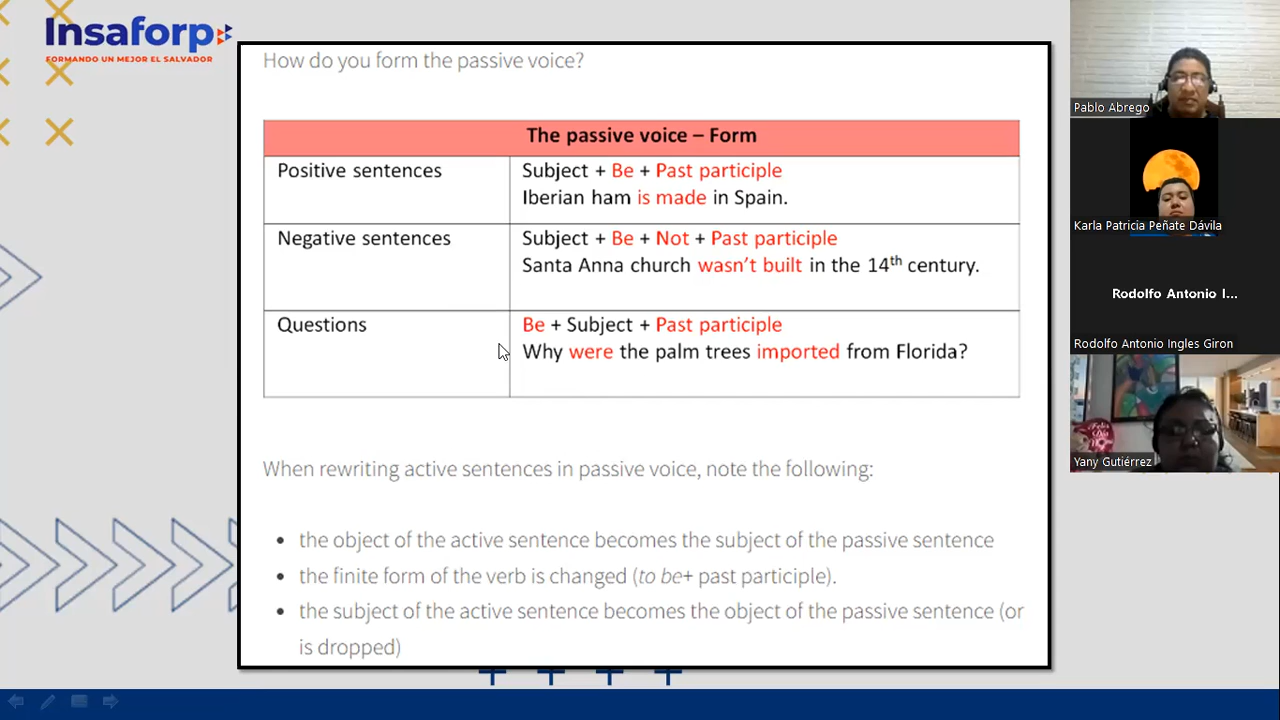 Insaforp
FORMANDO UN MEJOR EL SALVADOR
How do you form the passive voice?
The passive voice – Form
Positive sentences
Subject + Be + Past participle
Iberian ham is made in Spain.
Negative sentences
Subject + Be + Not + Past participle
Santa Anna church wasn't built in the 14th century.
Questions
Be + Subject + Past participle
Why were the palm trees imported from Florida?
When rewriting active sentences in passive voice, note the following:
• the object of the active sentence becomes the subject of the passive sentence
• the finite form of the verb is changed (to be+ past participle).
• the subject of the active sentence becomes the object of the passive sentence (or
is dropped)
Pablo Abrego
Karla Patricia Peñate Dávila
Rodolfo Antonio I...
Rodolfo Antonio Ingles Giron
Yany Gutiérrez